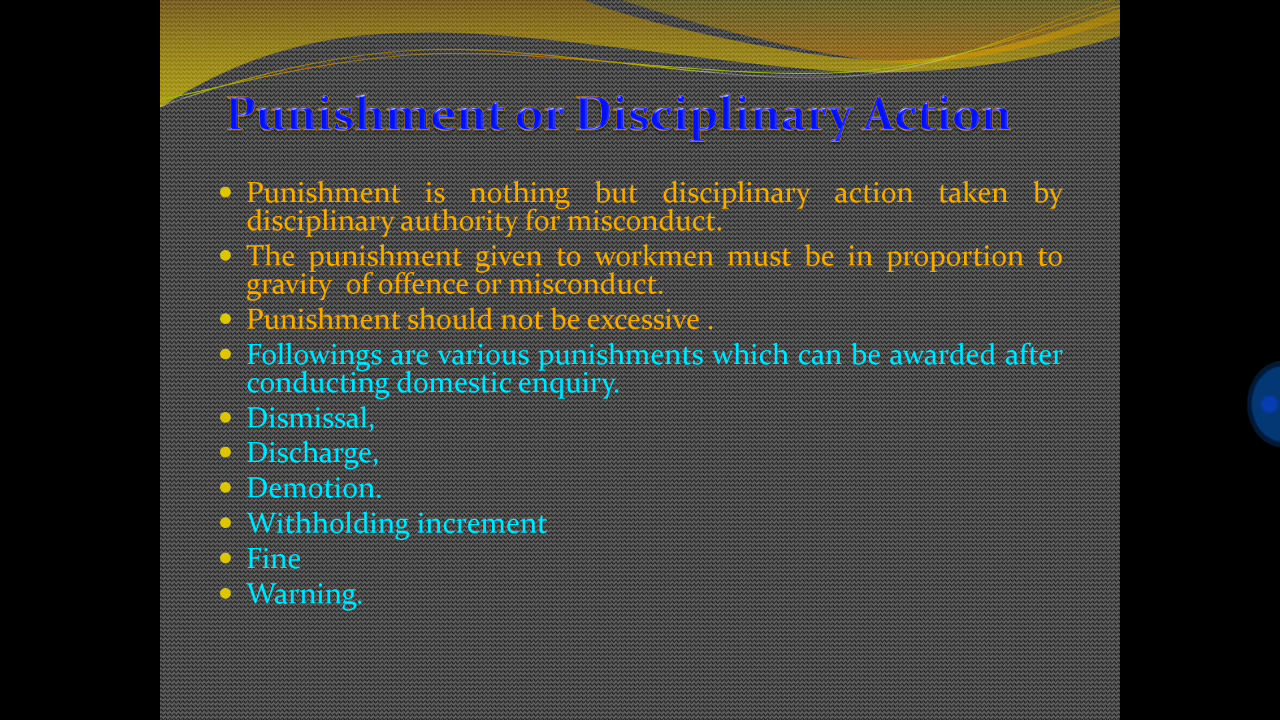 Punishment or Disciplinary Action
Punishment is nothing but disciplinary action taken by
disciplinary authority for misconduct.
The punishment given to workmen must be in proportion to
gravity of offence or misconduct.
Punishment should not be excessive .
Followings are various punishments which can be awarded after
conducting domestic enquiry.
Dismissal,
Discharge,
Demotion.
Withholding increment
Fine
Warning.